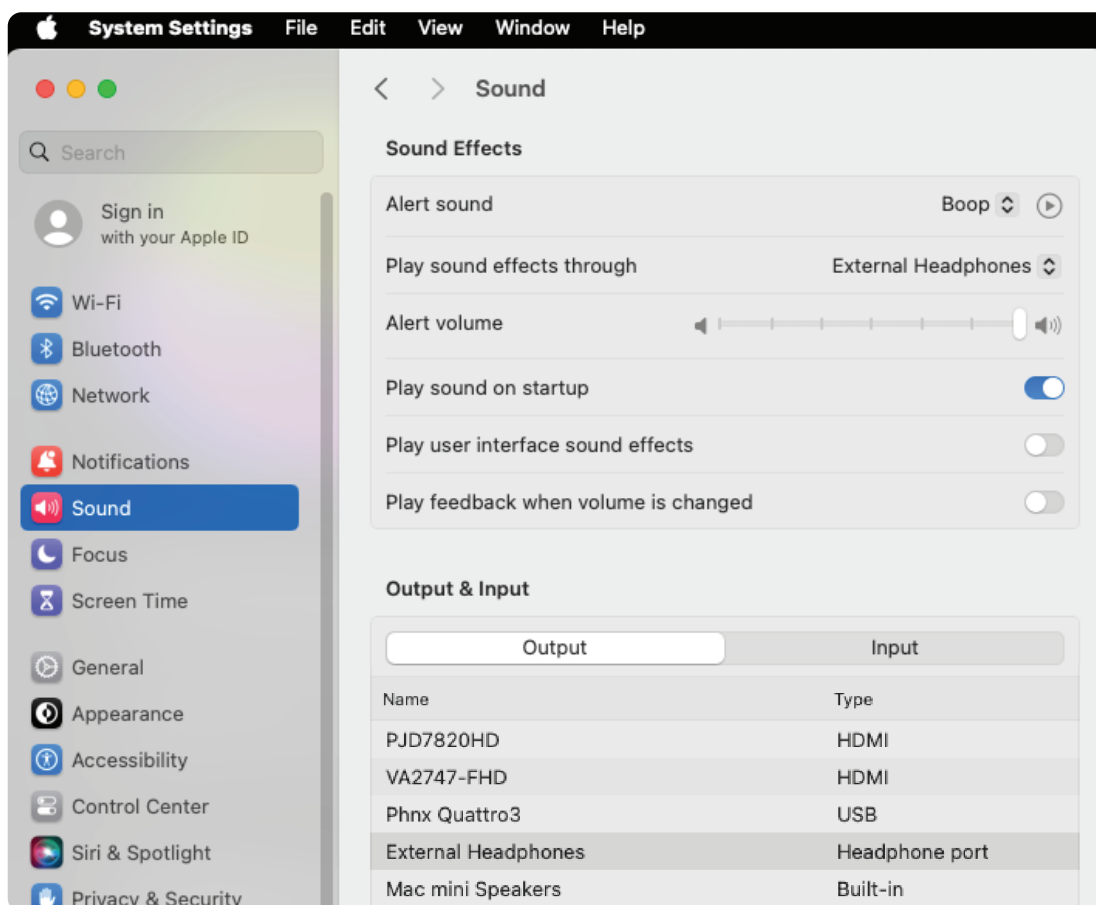 System Settings File Edit View Window Help
Search
Sign in
with your Apple ID
Wi-Fi
Bluetooth
Network
Notifications
Sound
Focus
Screen Time
General
Appearance
Accessibility
Control Center
Siri & Spotlight
Privacy & Security
Sound
Sound Effects
Alert sound Boop
Play sound effects through External Headphones
Alert volume
Play sound on startup
Play user interface sound effects
Play feedback when volume is changed
Output & Input
Output Input
Name Type
PJD7820HD HDMI
VA2747-FHD HDMI
Phnx Quattro3 USB
External Headphones Headphone port
Mac mini Speakers Built-in